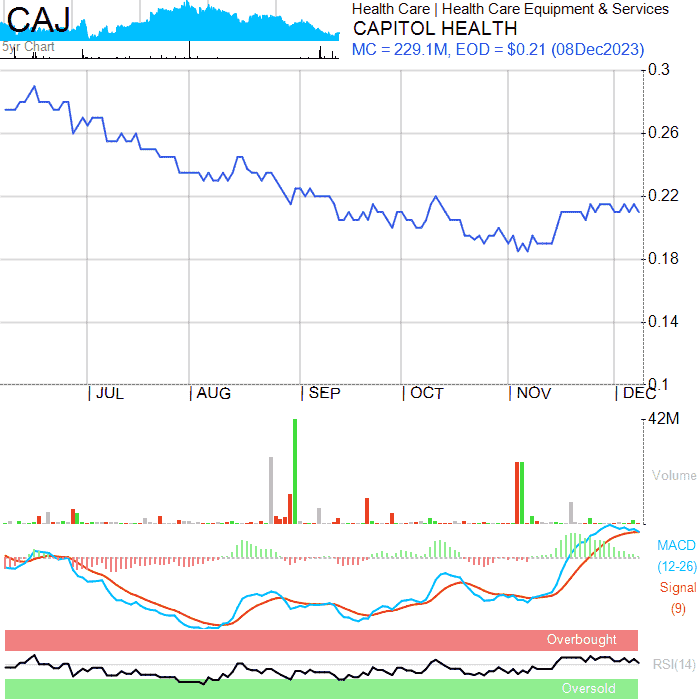 CAJ
5yr Chart
Health Care | Health Care Equipment & Services
CAPITOL HEALTH
MC = 229.1M, EOD = $0.21 (08Dec2023)
0.3
0.26
0.22
0.18
0.14
0.1
JUL AUG SEP OCT NOV DEC
42M
Volume
MACD
(12-26)
Signal
(9)
Overbought
RSI(14)
Oversold